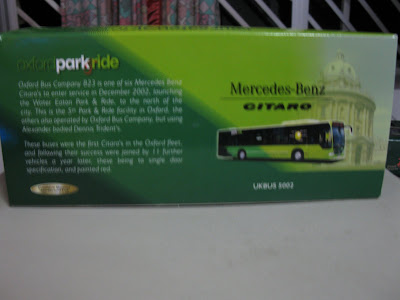 oxford park&ride
Oxford Bus Company 823 is one of six Mercedes Benz
Citaro's to enter service in December 2002, launching
the Water Eaton Park & Ride, to the north of the
city. This is the 5th Park & Ride facility in Oxford, the
others also operated by Oxford Bus Company, but using
Alexander bodied Dennis Trident's.
These buses were the first Citaro's in the Oxford fleet,
and following their success were joined by 11 further
vehicles a year later, these being to single door
specification, and painted red.
Mercedes-Benz
CITARO
UKBUS 5002